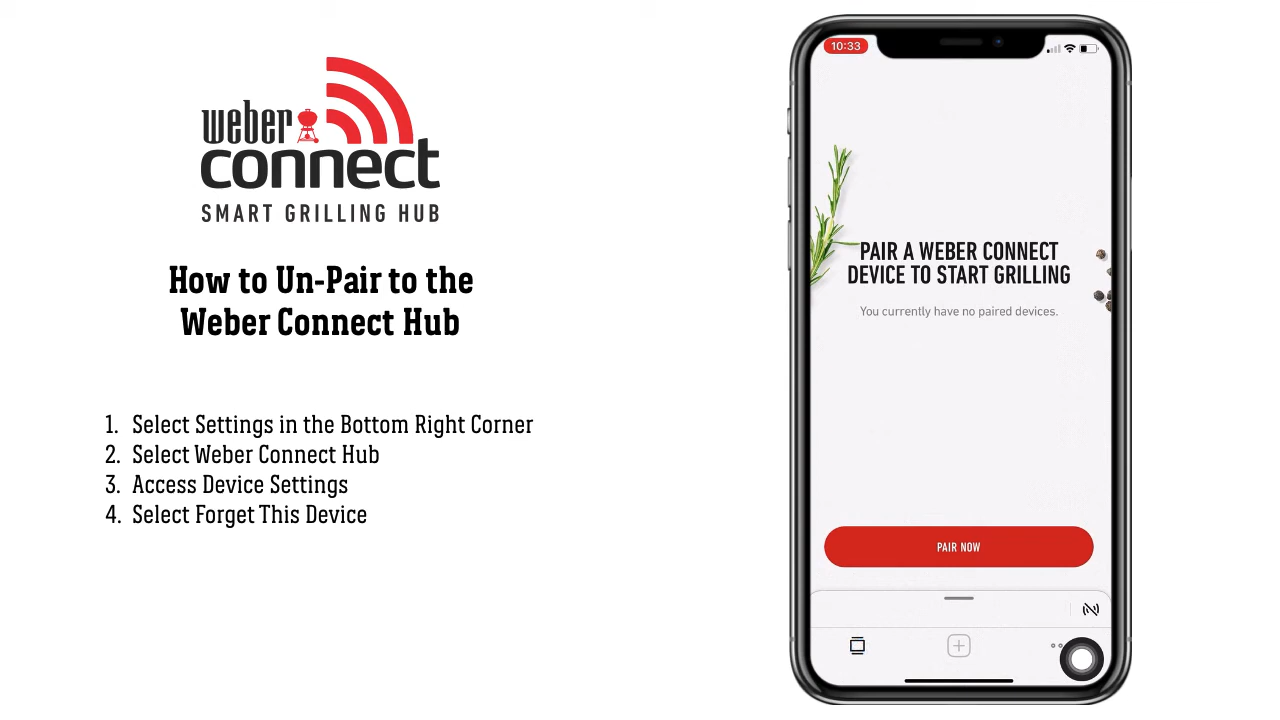 weber
connect
SMART GRILLING HUB
How to Un-Pair to the
Weber Connect Hub
1. Select Settings in the Bottom Right Corner
2. Select Weber Connect Hub
3. Access Device Settings
4. Select Forget This Device
10:33
PAIR A WEBER CONNECT
DEVICE TO START GRILLING
You currently have no paired devices.
PAIR NOW